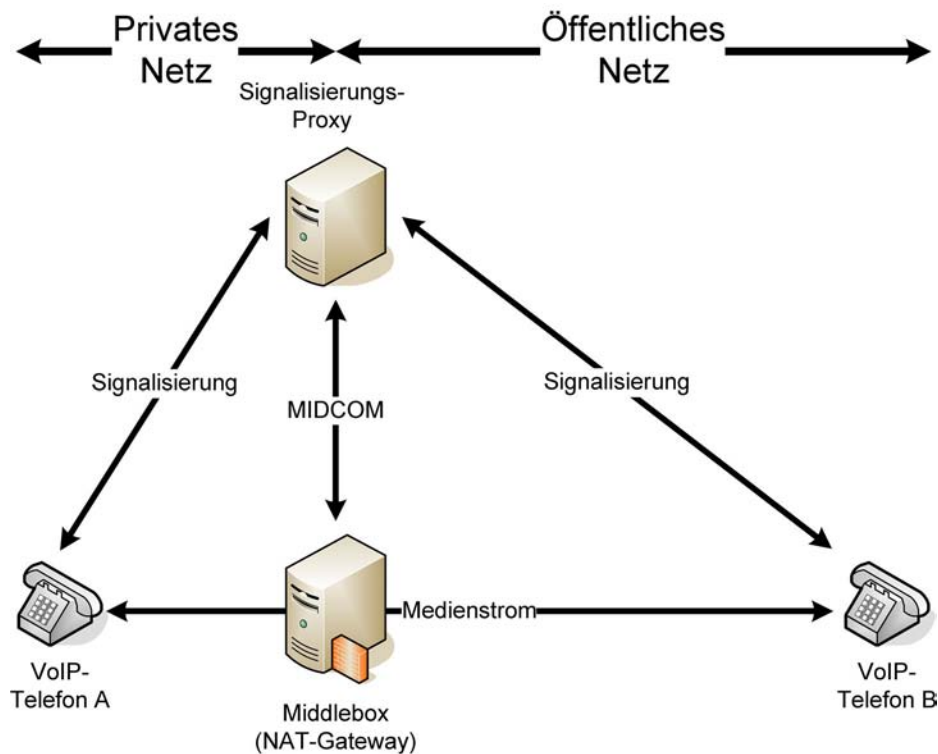 Privates
Netz
Öffentliches
Netz
Signalisierungs-
Proxy
Signalisierung
Signalisierung
MIDCOM
Medienstrom
VoIP-
Telefon A
Middlebox
(NAT-Gateway)
VoIP-
Telefon B